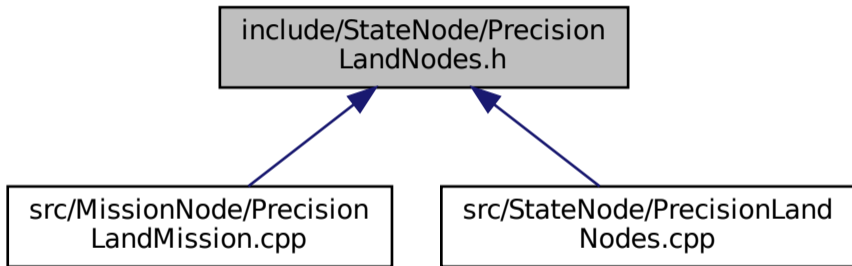 include/StateNode/Precision
LandNodes.h
src/MissionNode/Precision
LandMission.cpp
src/StateNode/PrecisionLand
Nodes.cpp